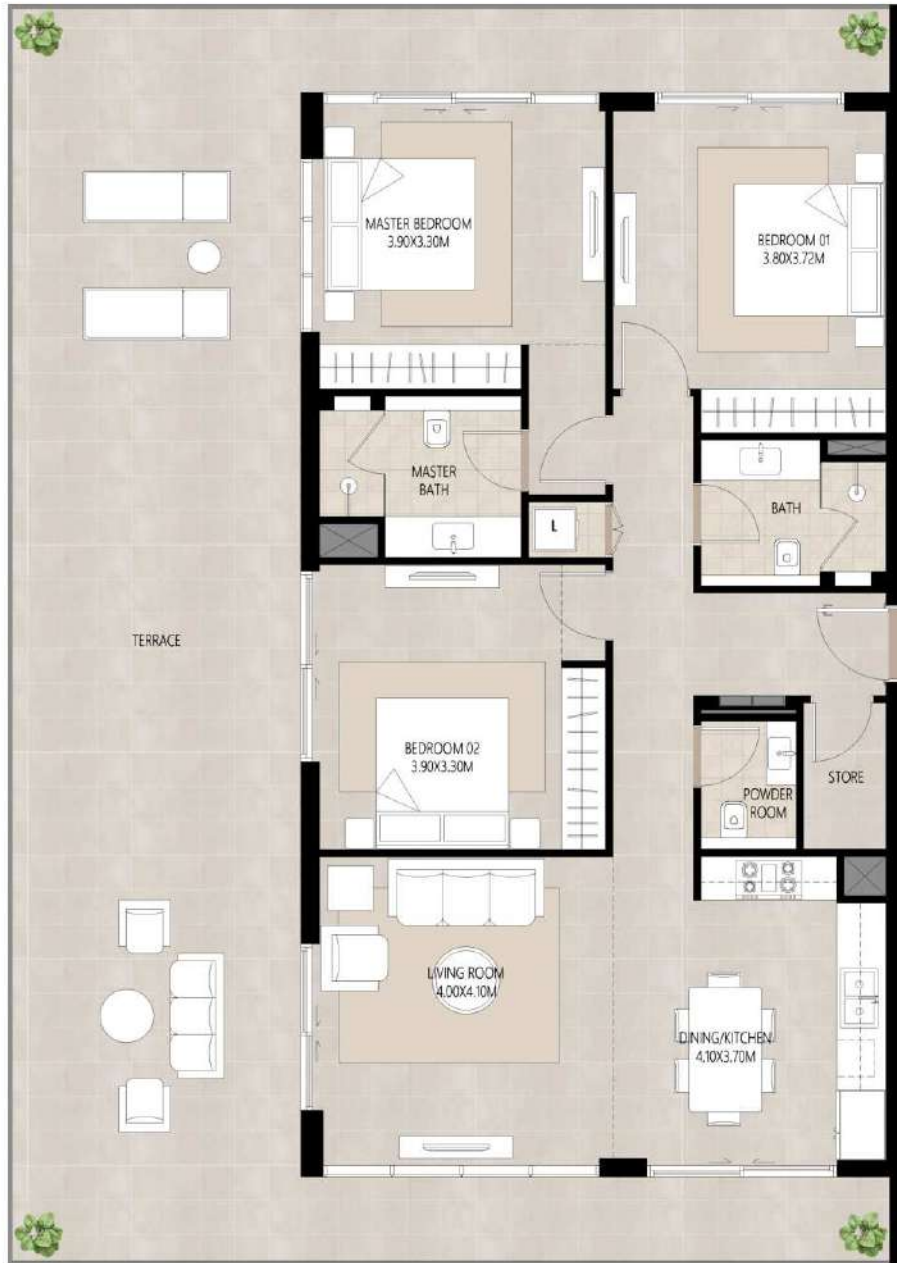 MASTER BEDROOM
3.90X3.30M
BEDROOM 01
3.80X3.72M
MASTER
BATH
BATH
L
TERRACE
BEDROOM 02
3.90X3.30M
POWDER
ROOM
STORE
LIVING ROOM
4.00X4.10M
DINING/KITCHEN
4.10X3.70M